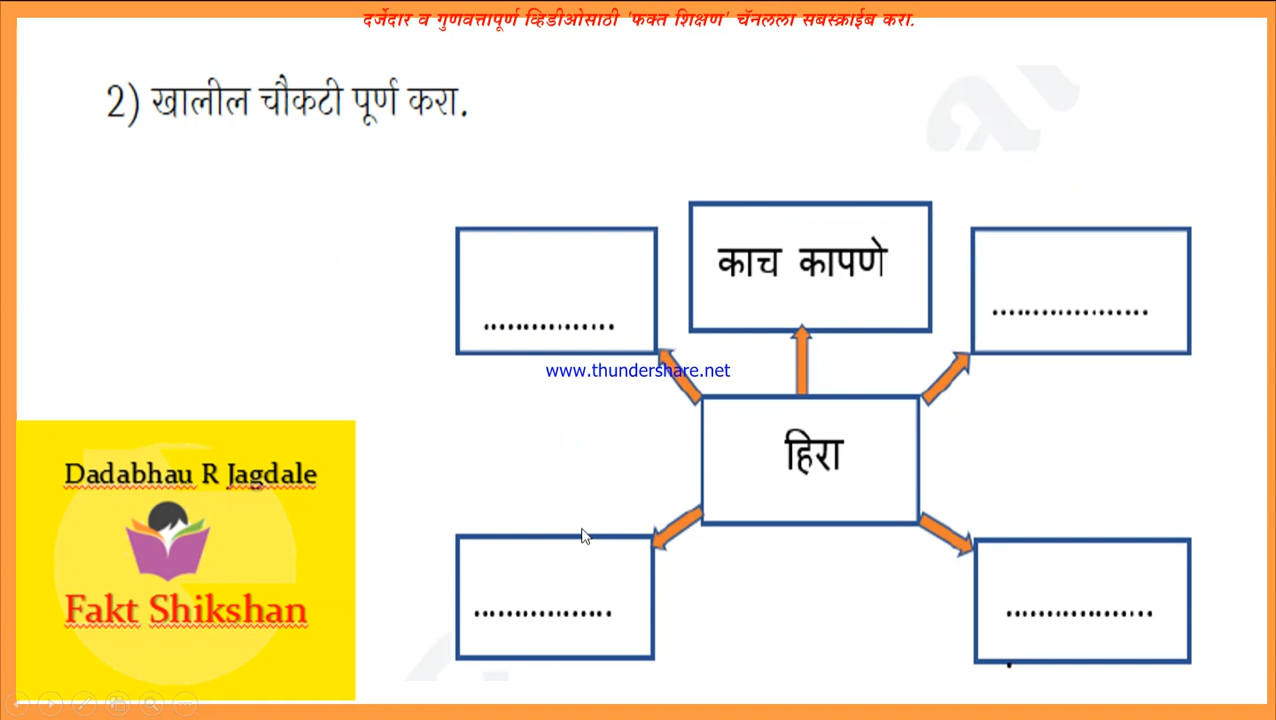 दर्जेदार व गुणवत्तापूर्ण व्हिडीओसाठी 'फक्त शिक्षण' चॅनलला सबस्क्राईब करा.
2) खालील चौकटी पूर्ण करा.
काच कापणे
................
...................
www.thundershare.net
हिरा
Dadabhau R Jagdale
Fakt Shikshan
.................
..................